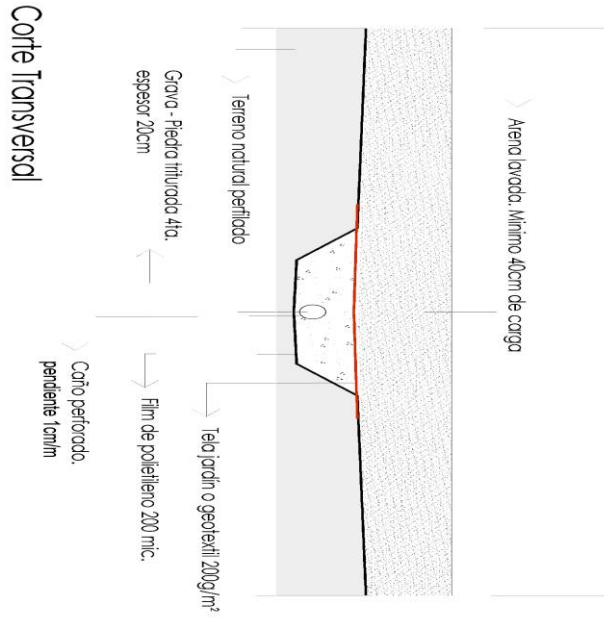 Arena lavada. Mínimo 40cm de carga
Terreno natural perfilado
Grava - Piedra triturada 4ta.
espesor 20cm
Tela jardín o geotextil 200g/m²
Film de polietileno 200 mic.
Caño perforado.
pendiente 1cm/m
Corte Transversal